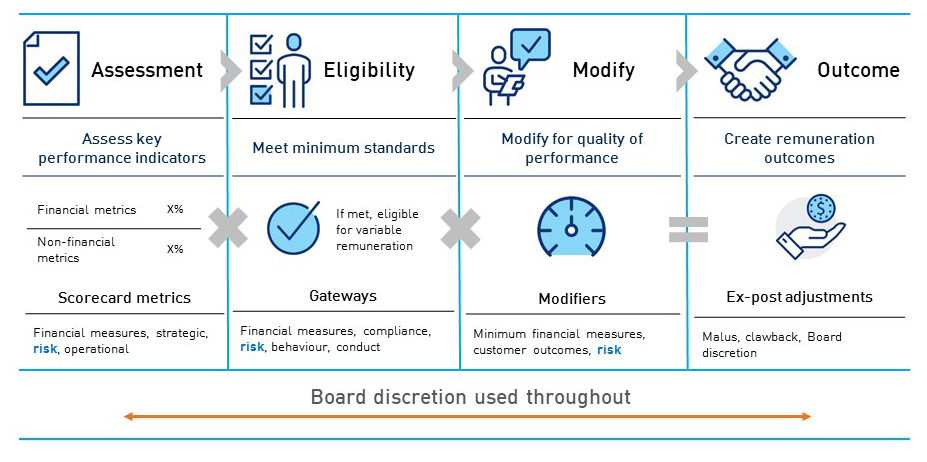 Assessment
Eligibility
Modify
Outcome
Assess key
performance indicators
Meet minimum standards
Modify for quality of
performance
Create remuneration
outcomes
Financial metrics X%
Non-financial
metrics X%
If met, eligible
for variable
remuneration
$
Scorecard metrics
Gateways
Modifiers
Ex-post adjustments
Financial measures, strategic,
risk, operational
Financial measures, compliance,
risk, behaviour, conduct
Minimum financial measures,
customer outcomes, risk
Malus, clawback, Board
discretion
Board discretion used throughout